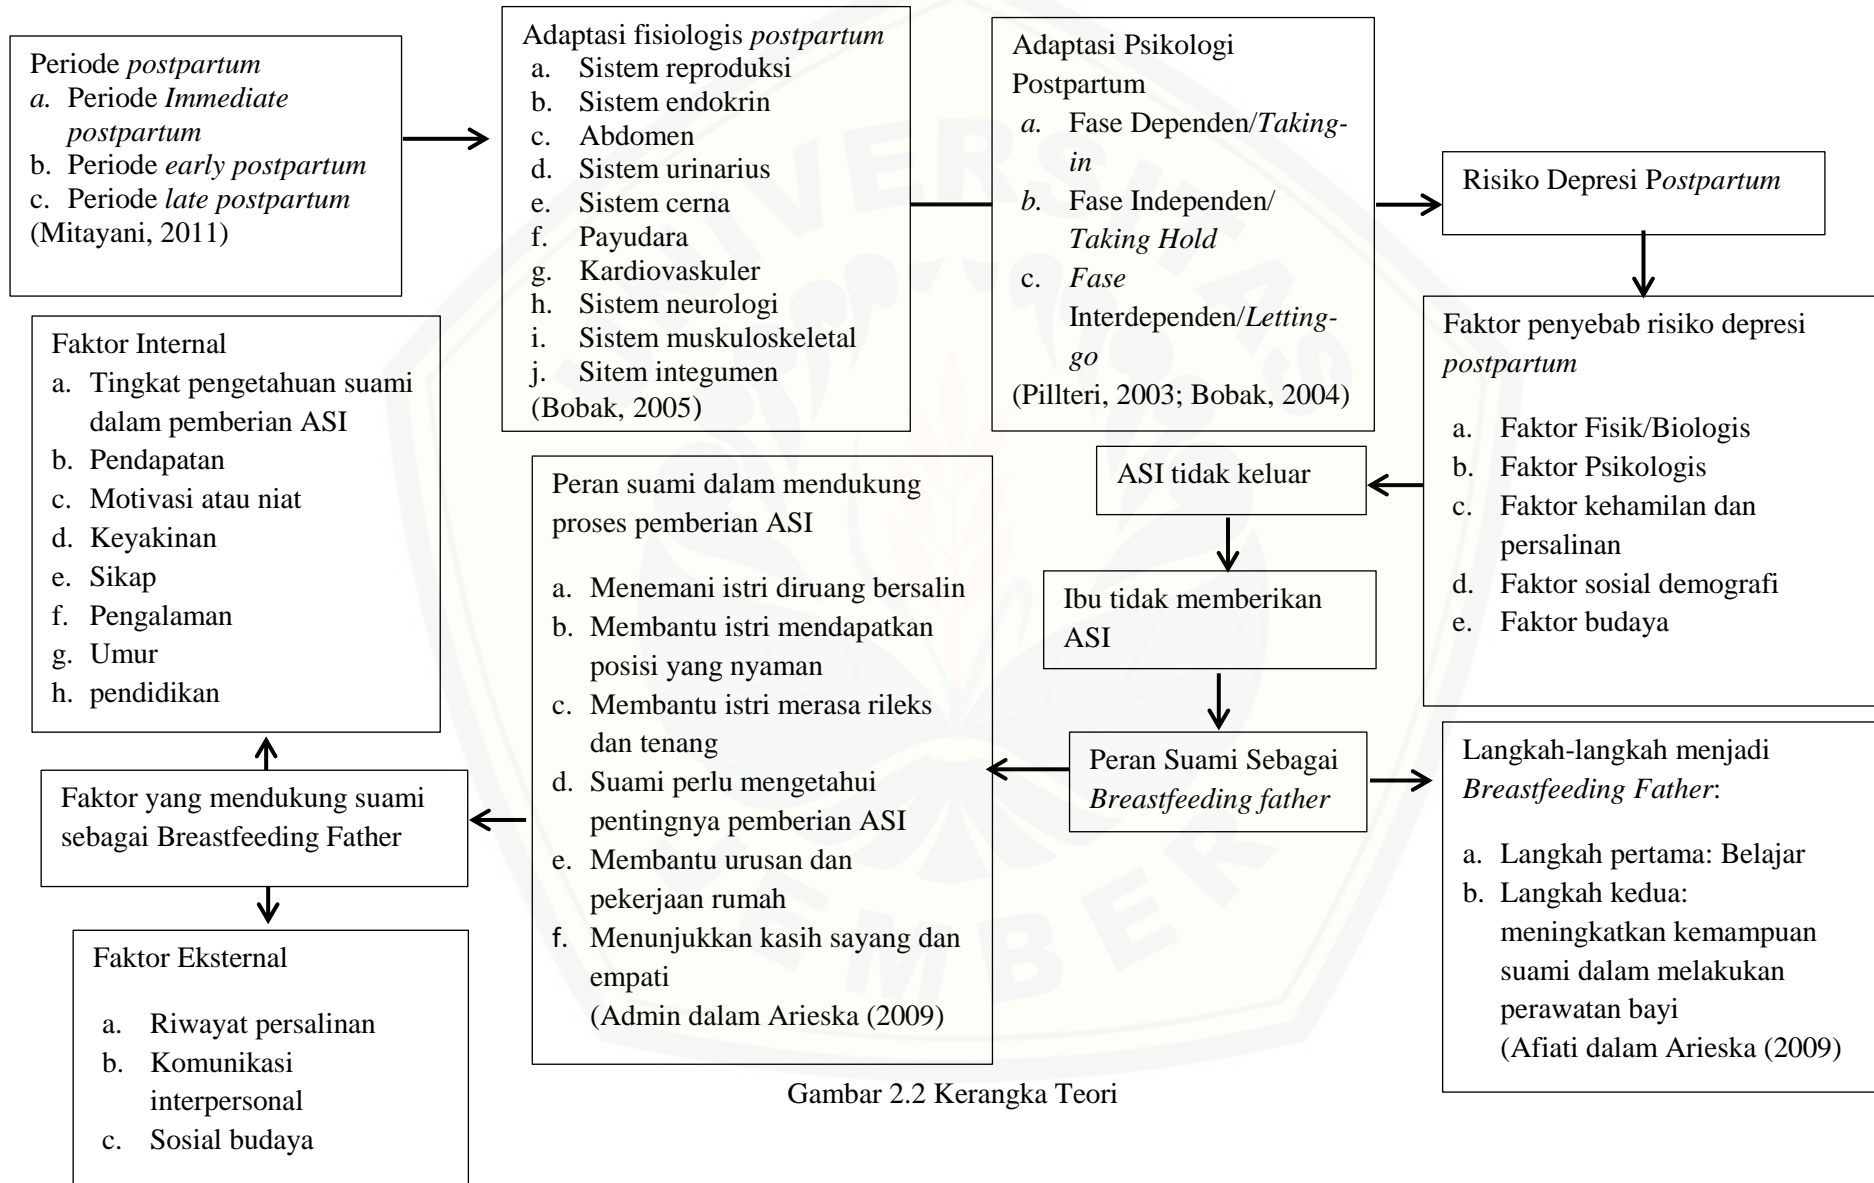 Periode postpartum
a. Periode Immediate
postpartum
b. Periode early postpartum
c. Periode late postpartum
(Mitayani, 2011)
Adaptasi fisiologis postpartum
a. Sistem reproduksi
b. Sistem endokrin
c. Abdomen
d. Sistem urinarius
e. Sistem cerna
f. Payudara
g. Kardiovaskuler
h. Sistem neurologi
i. Sistem muskuloskeletal
j. Sitem integumen
(Bobak, 2005)
Adaptasi Psikologi
Postpartum
a. Fase Dependen/Taking-
in
b. Fase Independen/
Taking Hold
c. Fase
Interdependen/Letting-
go
(Pillteri, 2003; Bobak, 2004)
Risiko Depresi Postpartum
Faktor penyebab risiko depresi
postpartum
a. Faktor Fisik/Biologis
b. Faktor Psikologis
c. Faktor kehamilan dan
persalinan
d. Faktor sosial demografi
e. Faktor budaya
ASI tidak keluar
Ibu tidak memberikan
ASI
Peran Suami Sebagai
Breastfeeding father
Langkah-langkah menjadi
Breastfeeding Father:
a. Langkah pertama: Belajar
b. Langkah kedua:
meningkatkan kemampuan
suami dalam melakukan
perawatan bayi
(Afiati dalam Arieska (2009)
Peran suami dalam mendukung
proses pemberian ASI
a. Menemani istri diruang bersalin
b. Membantu istri mendapatkan
posisi yang nyaman
c. Membantu istri merasa rileks
dan tenang
d. Suami perlu mengetahui
pentingnya pemberian ASI
e. Membantu urusan dan
pekerjaan rumah
f. Menunjukkan kasih sayang dan
empati
(Admin dalam Arieska (2009)
Faktor yang mendukung suami
sebagai Breastfeeding Father
Faktor Internal
a. Tingkat pengetahuan suami
dalam pemberian ASI
b. Pendapatan
c. Motivasi atau niat
d. Keyakinan
e. Sikap
f. Pengalaman
g. Umur
h. pendidikan
Faktor Eksternal
a. Riwayat persalinan
b. Komunikasi
interpersonal
c. Sosial budaya
Gambar 2.2 Kerangka Teori
UNIVERSITAS
JEMBER